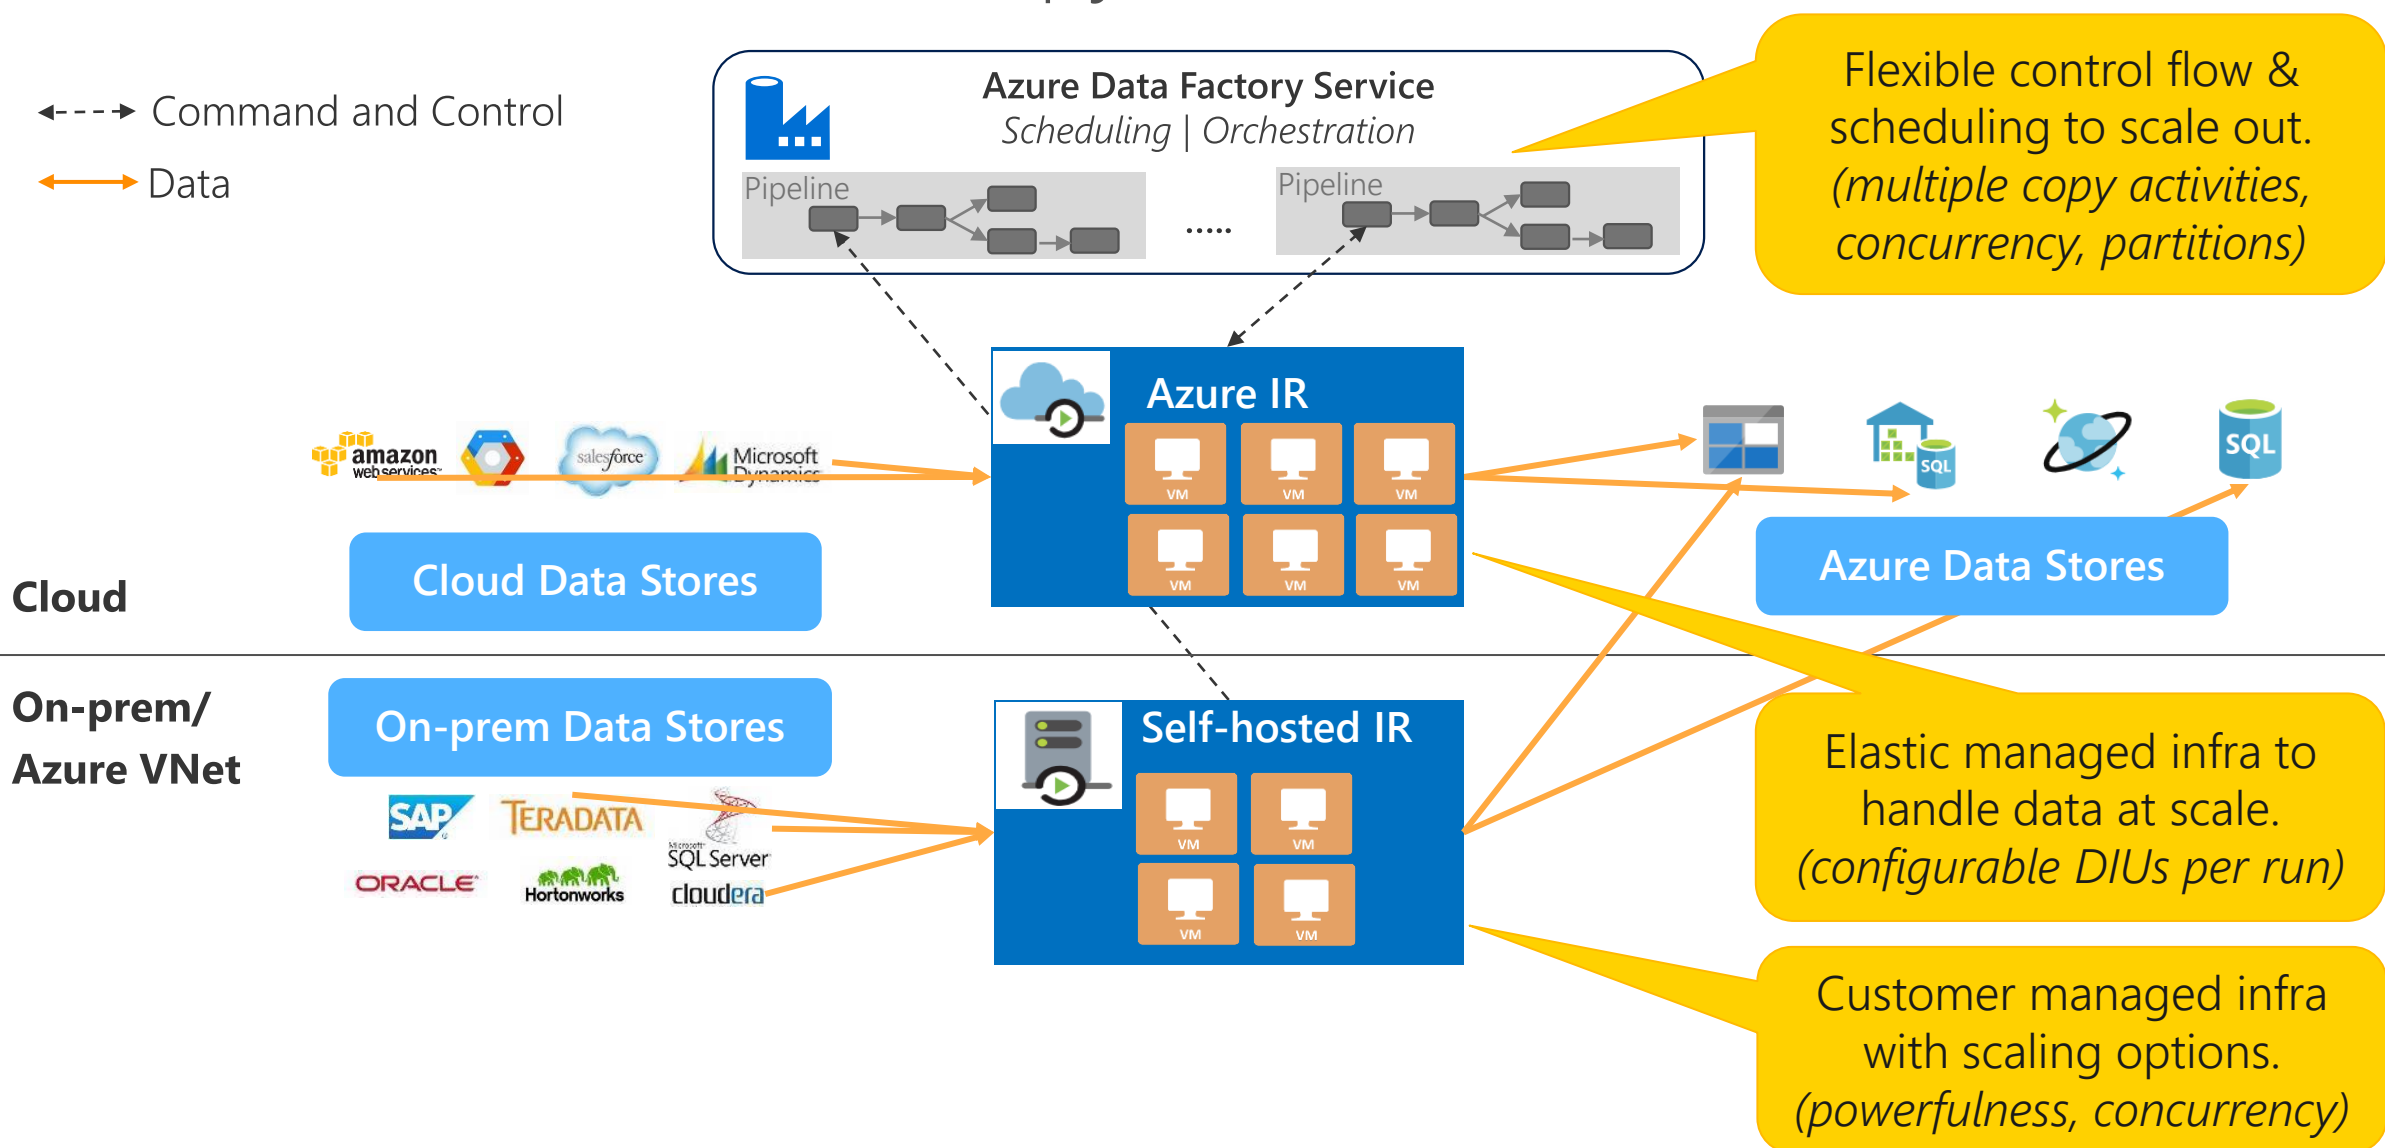 Command and Control
Data
Azure Data Factory Service
Scheduling | Orchestration
Pipeline
.....
Pipeline
Flexible control flow &
scheduling to scale out.
(multiple copy activities,
concurrency, partitions)
Azure IR
VM
VM
VM
VM
VM
VM
amazon
webservices™
salesforce
Microsoft
Dynamics
SQL
SQL
Cloud Data Stores
Azure Data Stores
Cloud
On-prem/
Azure VNet
On-prem Data Stores
SAP
TERADATA
Microsoft
SQL Server
ORACLE
Hortonworks
cloudera
Self-hosted IR
VM
VM
VM
VM
Elastic managed infra to
handle data at scale.
(configurable DIUs per run)
Customer managed infra
with scaling options.
(powerfulness, concurrency)